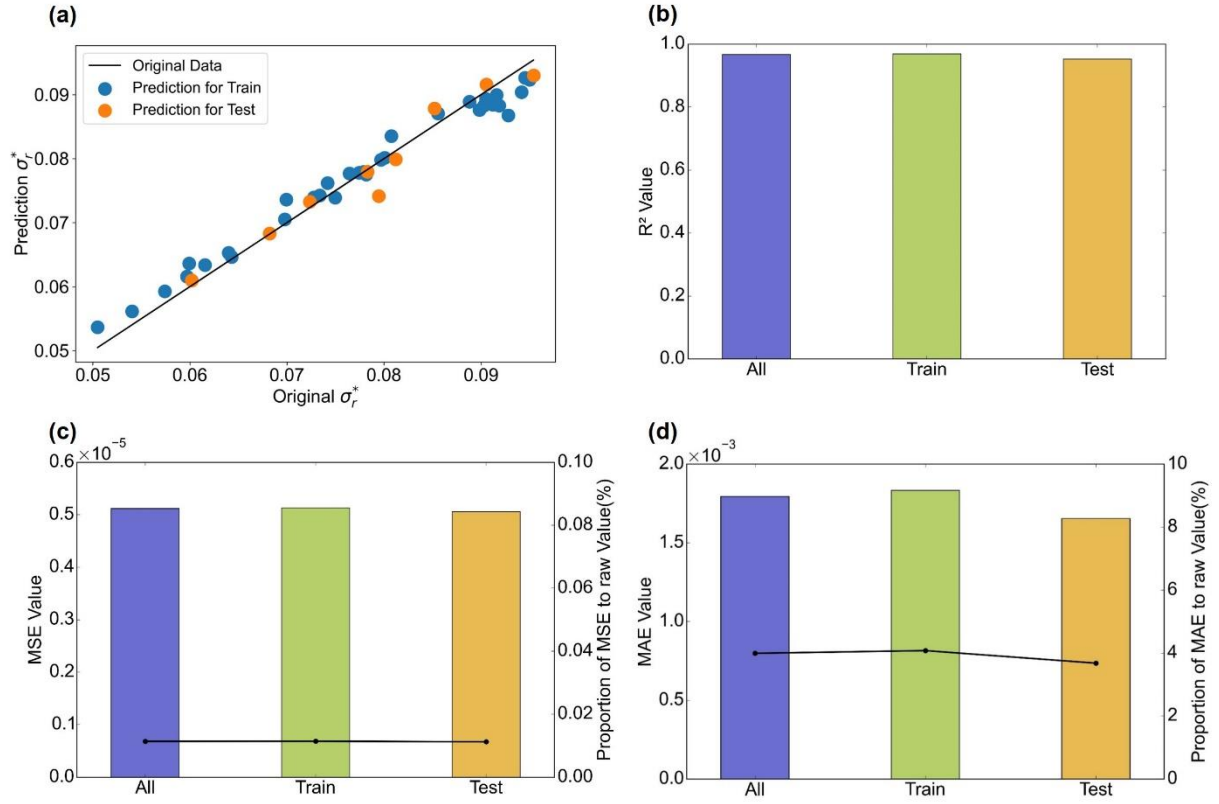 (a)
Original Data
Prediction for Train
Prediction for Test
Prediction σ_r^*
0.09
0.08
0.07
0.06
0.05
0.05 0.06 0.07 0.08 0.09
Original σ_r^*
(b)
R² Value
1.0
0.8
0.6
0.4
0.2
0.0
All Train Test
(c)
×10⁻⁵
MSE Value
0.6
0.5
0.4
0.3
0.2
0.1
0.0
All Train Test
0.10
0.08
0.06
0.04
0.02
0.00
Proportion of MSE to raw Value(%)
(d)
×10⁻³
MAE Value
2.0
1.5
1.0
0.5
0.0
All Train Test
10
8
6
4
2
0
Proportion of MAE to raw Value(%)